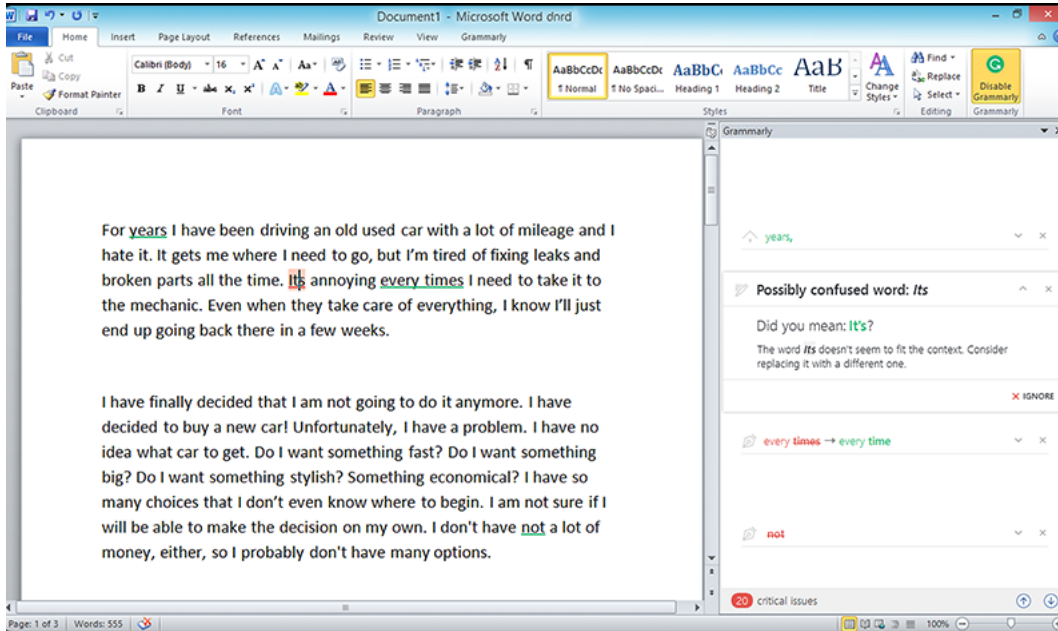 Document1 - Microsoft Word dnrd
File Home Insert Page Layout References Mailings Review View Grammarly
Paste
Cut
Copy
Format Painter
Clipboard
Calibri (Body) 16
Font
Paragraph
AaBbCcDc AaBbCcDc AaBbC AaBbCc AaB
¶ Normal ¶ No Spaci... Heading 1 Heading 2 Title
Change Styles
Styles
Find
Replace
Select
Editing
Disable Grammarly
Grammarly
For years I have been driving an old used car with a lot of mileage and I
hate it. It gets me where I need to go, but I'm tired of fixing leaks and
broken parts all the time. Its annoying every times I need to take it to
the mechanic. Even when they take care of everything, I know I'll just
end up going back there in a few weeks.
I have finally decided that I am not going to do it anymore. I have
decided to buy a new car! Unfortunately, I have a problem. I have no
idea what car to get. Do I want something fast? Do I want something
big? Do I want something stylish? Something economical? I have so
many choices that I don't even know where to begin. I am not sure if I
will be able to make the decision on my own. I don't have not a lot of
money, either, so I probably don't have many options.
Grammarly
years,
Possibly confused word: Its
Did you mean: It's?
The word Its doesn't seem to fit the context. Consider
replacing it with a different one.
IGNORE
every times → every time
not
20 critical issues
Page: 1 of 3 Words: 555
100%